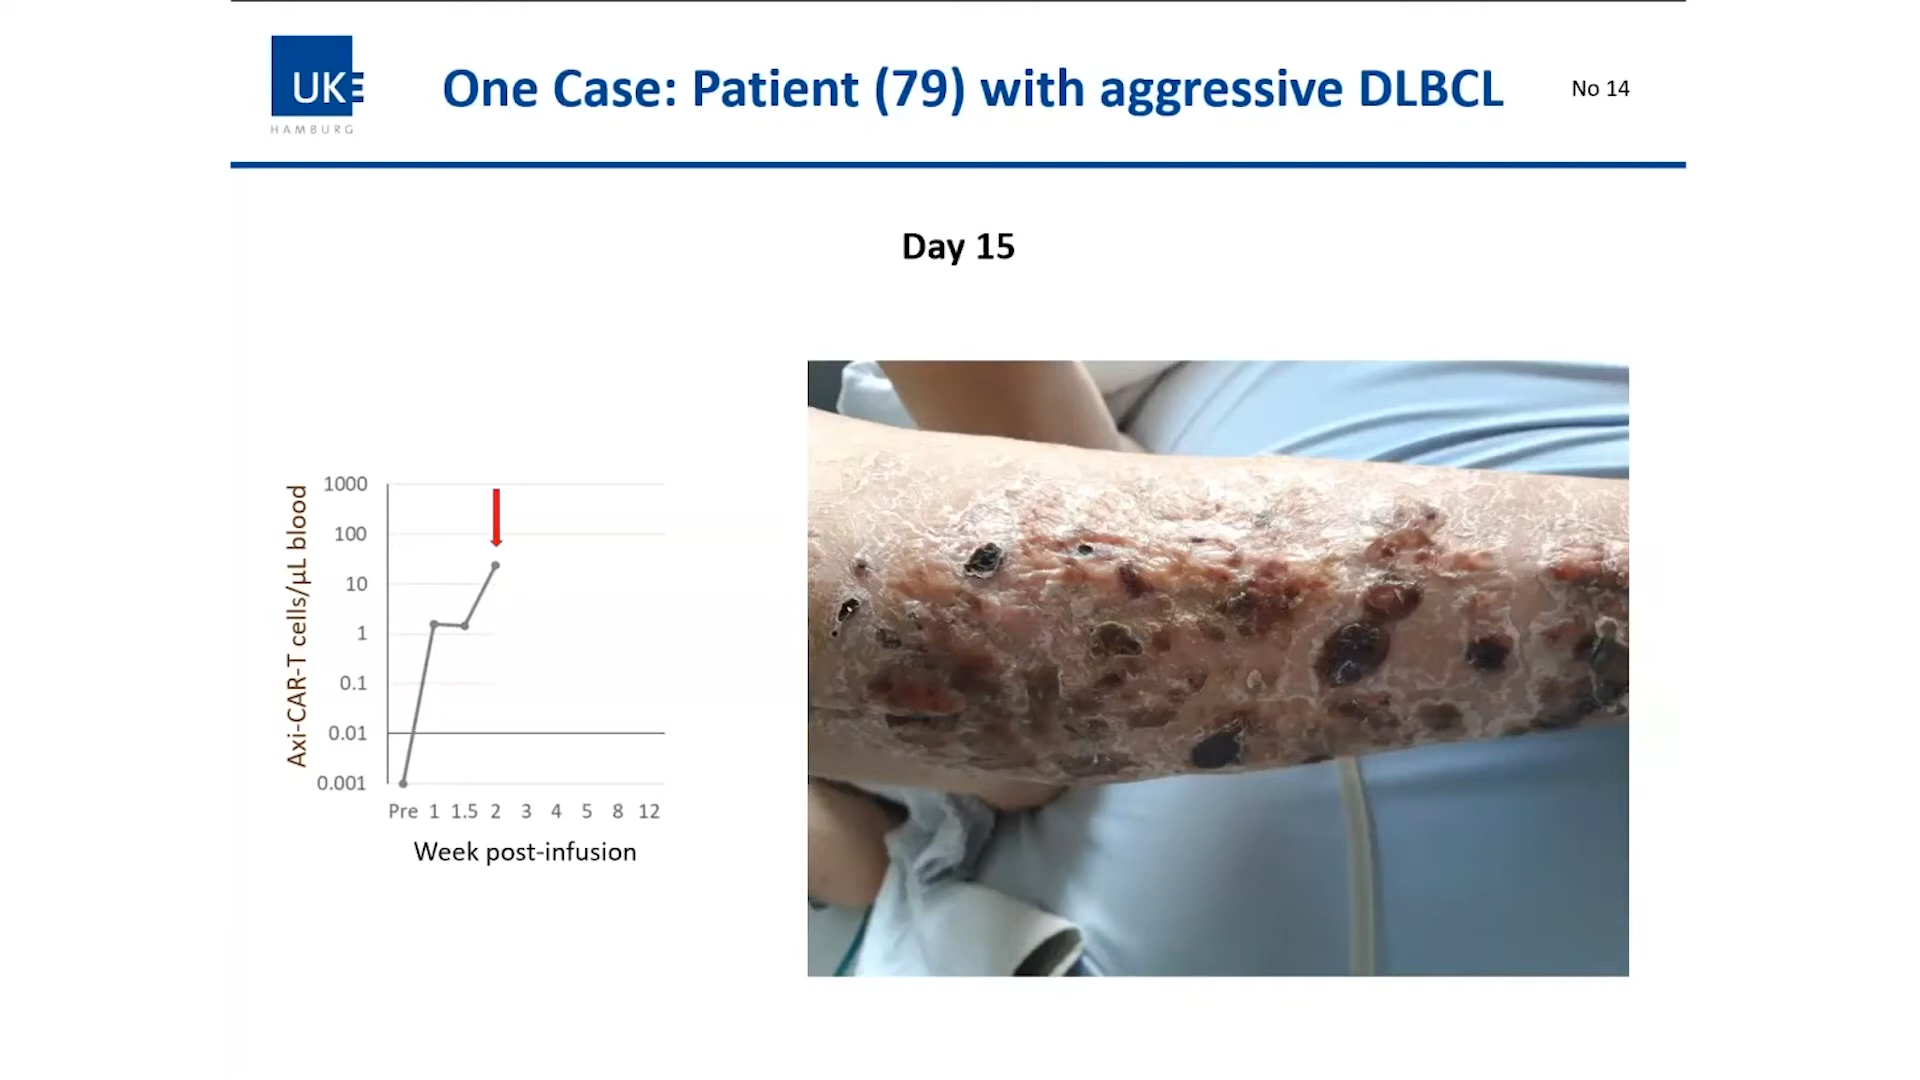 UKE
HAMBURG
One Case: Patient (79) with aggressive DLBCL
No 14
Day 15
Axi-CAR-T cells/µL blood
1000
100
10
1
0.1
0.01
0.001
Pre 1 1.5 2 3 4 5 8 12
Week post-infusion